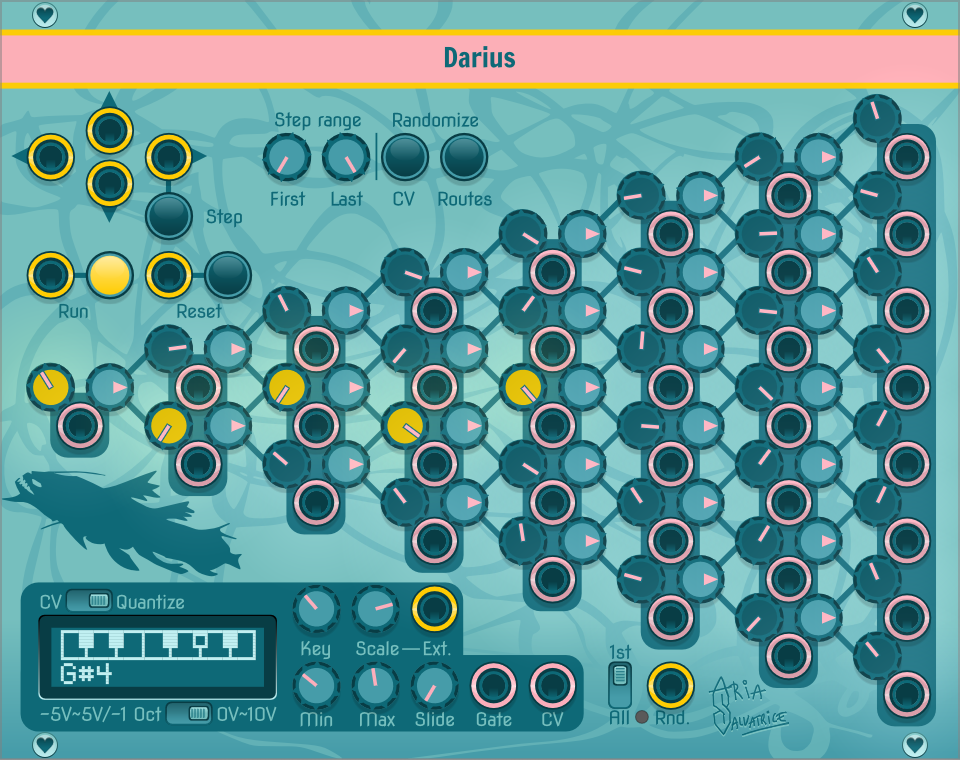 Darius
Step range
Randomize
First
Last
CV
Routes
Step
Run
Reset
CV
Quantize
G#4
-5V~5V/-1 Oct
0V~10V
Key
Scale—Ext.
Min
Max
Slide
Gate
CV
1st
All
Rnd.
Aria
Salvatrice